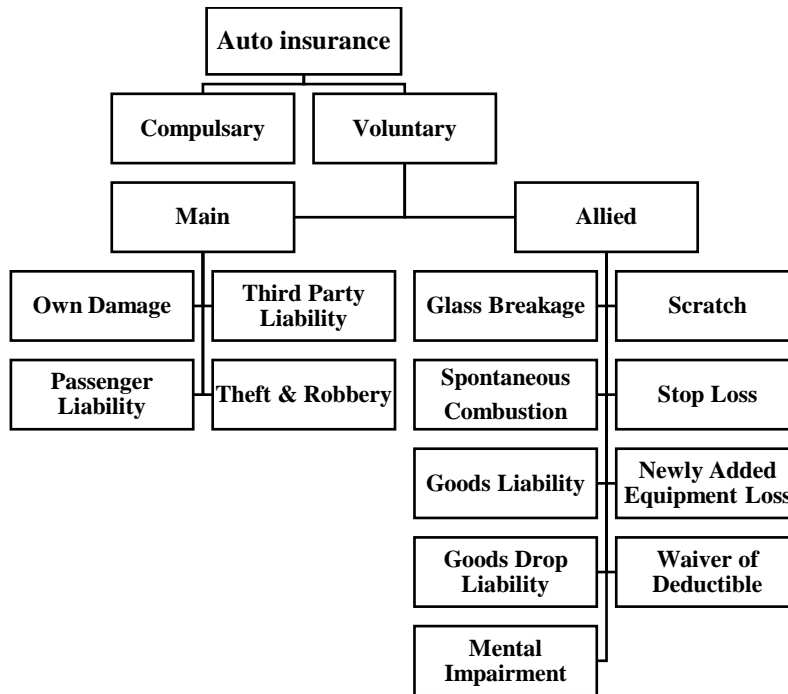 Auto insurance
Compulsary
Voluntary
Main
Allied
Own Damage
Third Party
Liability
Passenger
Liability
Theft & Robbery
Glass Breakage
Scratch
Spontaneous
Combustion
Stop Loss
Goods Liability
Newly Added
Equipment Loss
Goods Drop
Liability
Waiver of
Deductible
Mental
Impairment